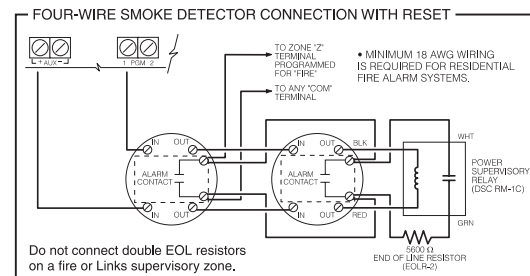 FOUR-WIRE SMOKE DETECTOR CONNECTION WITH RESET
+ AUX -
1 PGM 2
TO ZONE "Z"
TERMINAL
PROGRAMMED
FOR "FIRE"
TO ANY "COM"
TERMINAL
• MINIMUM 18 AWG WIRING
IS REQUIRED FOR RESIDENTIAL
FIRE ALARM SYSTEMS.
IN OUT
ALARM
CONTACT
IN OUT
IN OUT
ALARM
CONTACT
IN OUT
BLK
RED
WHT
POWER
SUPERVISORY
RELAY
(DSC RM-1C)
GRN
5600 Ω
END OF LINE RESISTOR
(EOLR-2)
Do not connect double EOL resistors
on a fire or Links supervisory zone.